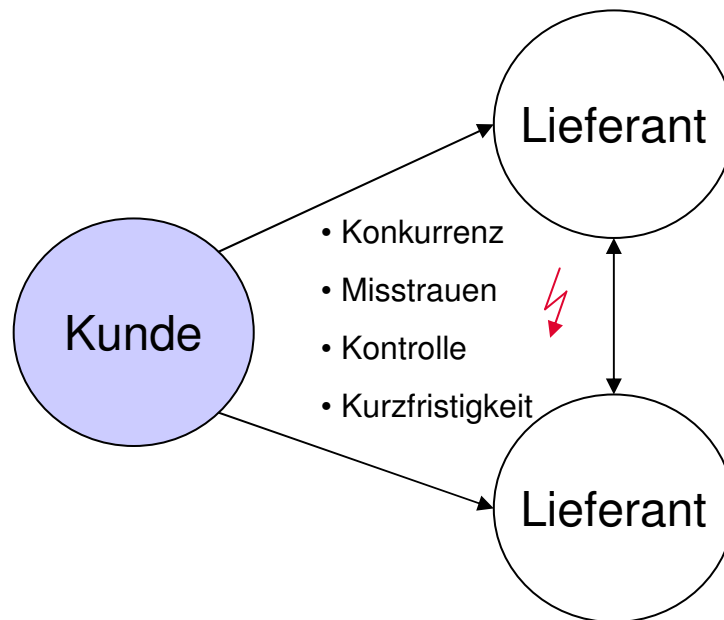 Lieferant
• Konkurrenz
• Misstrauen
Kunde
• Kontrolle
• Kurzfristigkeit
Lieferant